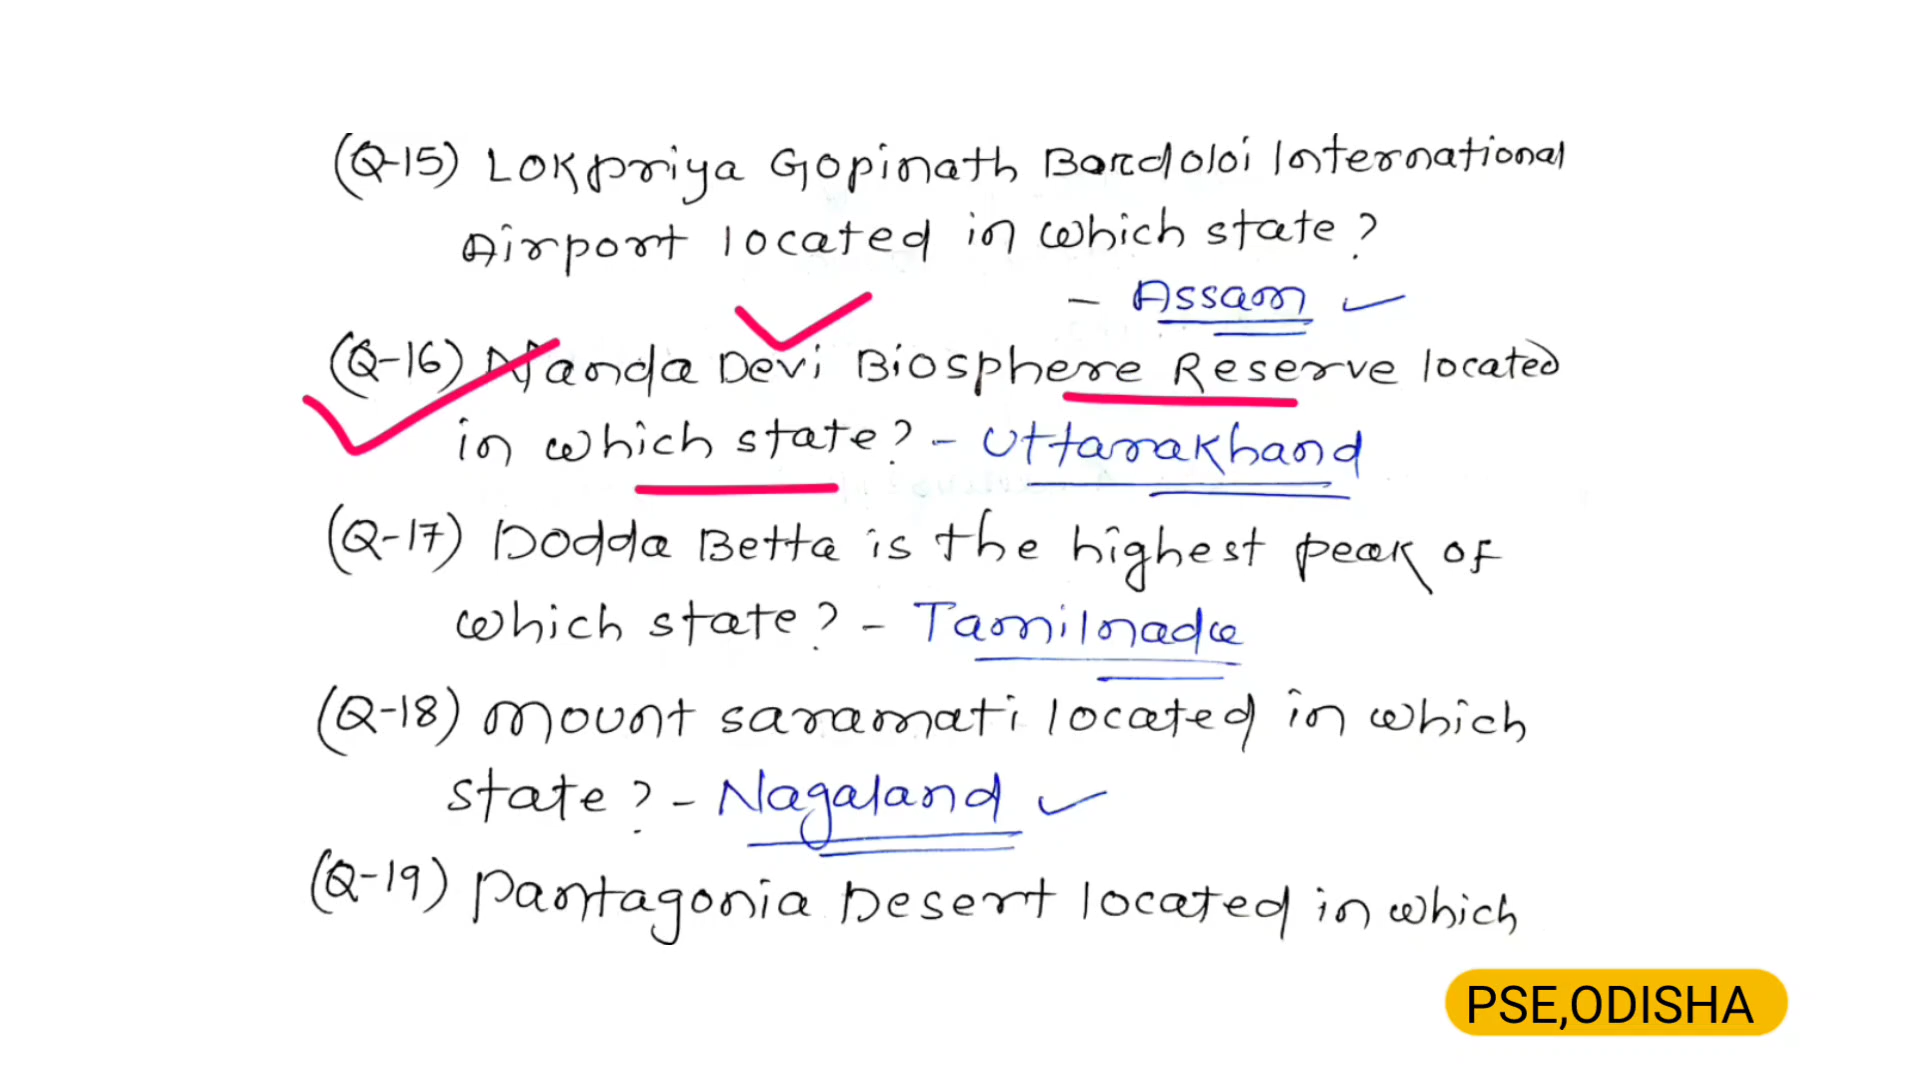 (Q-15) Lokpriya Gopinath Bordoloi International
Airport located in which state?
- Assam
(Q-16) Nanda Devi Biosphere Reserve located
in which state? - Uttarakhand
(Q-17) Dodda Betta is the highest peak of
which state? - Tamilnadu
(Q-18) Mount saramati located in which
state? - Nagaland
(Q-19) Pantagonia Desert located in which
PSE,ODISHA